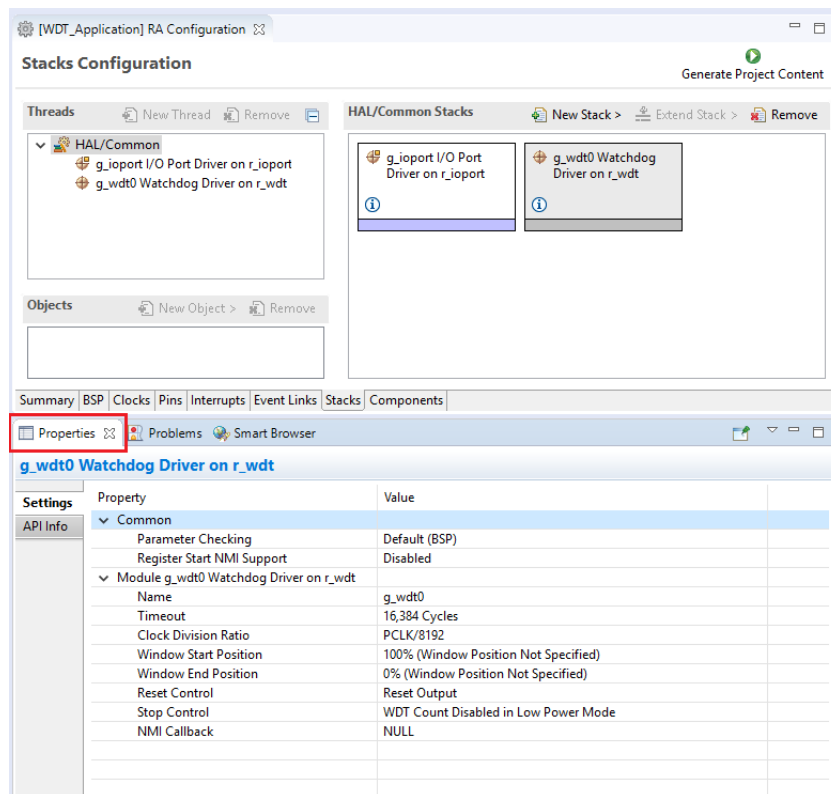 [WDT_Application] RA Configuration
Stacks Configuration
Generate Project Content
Threads
New Thread
Remove
HAL/Common
g_ioport I/O Port Driver on r_ioport
g_wdt0 Watchdog Driver on r_wdt
HAL/Common Stacks
New Stack >
Extend Stack >
Remove
g_ioport I/O Port
Driver on r_ioport
g_wdt0 Watchdog
Driver on r_wdt
Objects
New Object >
Remove
Summary BSP Clocks Pins Interrupts Event Links Stacks Components
Properties Problems Smart Browser
g_wdt0 Watchdog Driver on r_wdt
Settings
API Info
Property Value
Common
Parameter Checking Default (BSP)
Register Start NMI Support Disabled
Module g_wdt0 Watchdog Driver on r_wdt
Name g_wdt0
Timeout 16,384 Cycles
Clock Division Ratio PCLK/8192
Window Start Position 100% (Window Position Not Specified)
Window End Position 0% (Window Position Not Specified)
Reset Control Reset Output
Stop Control WDT Count Disabled in Low Power Mode
NMI Callback NULL